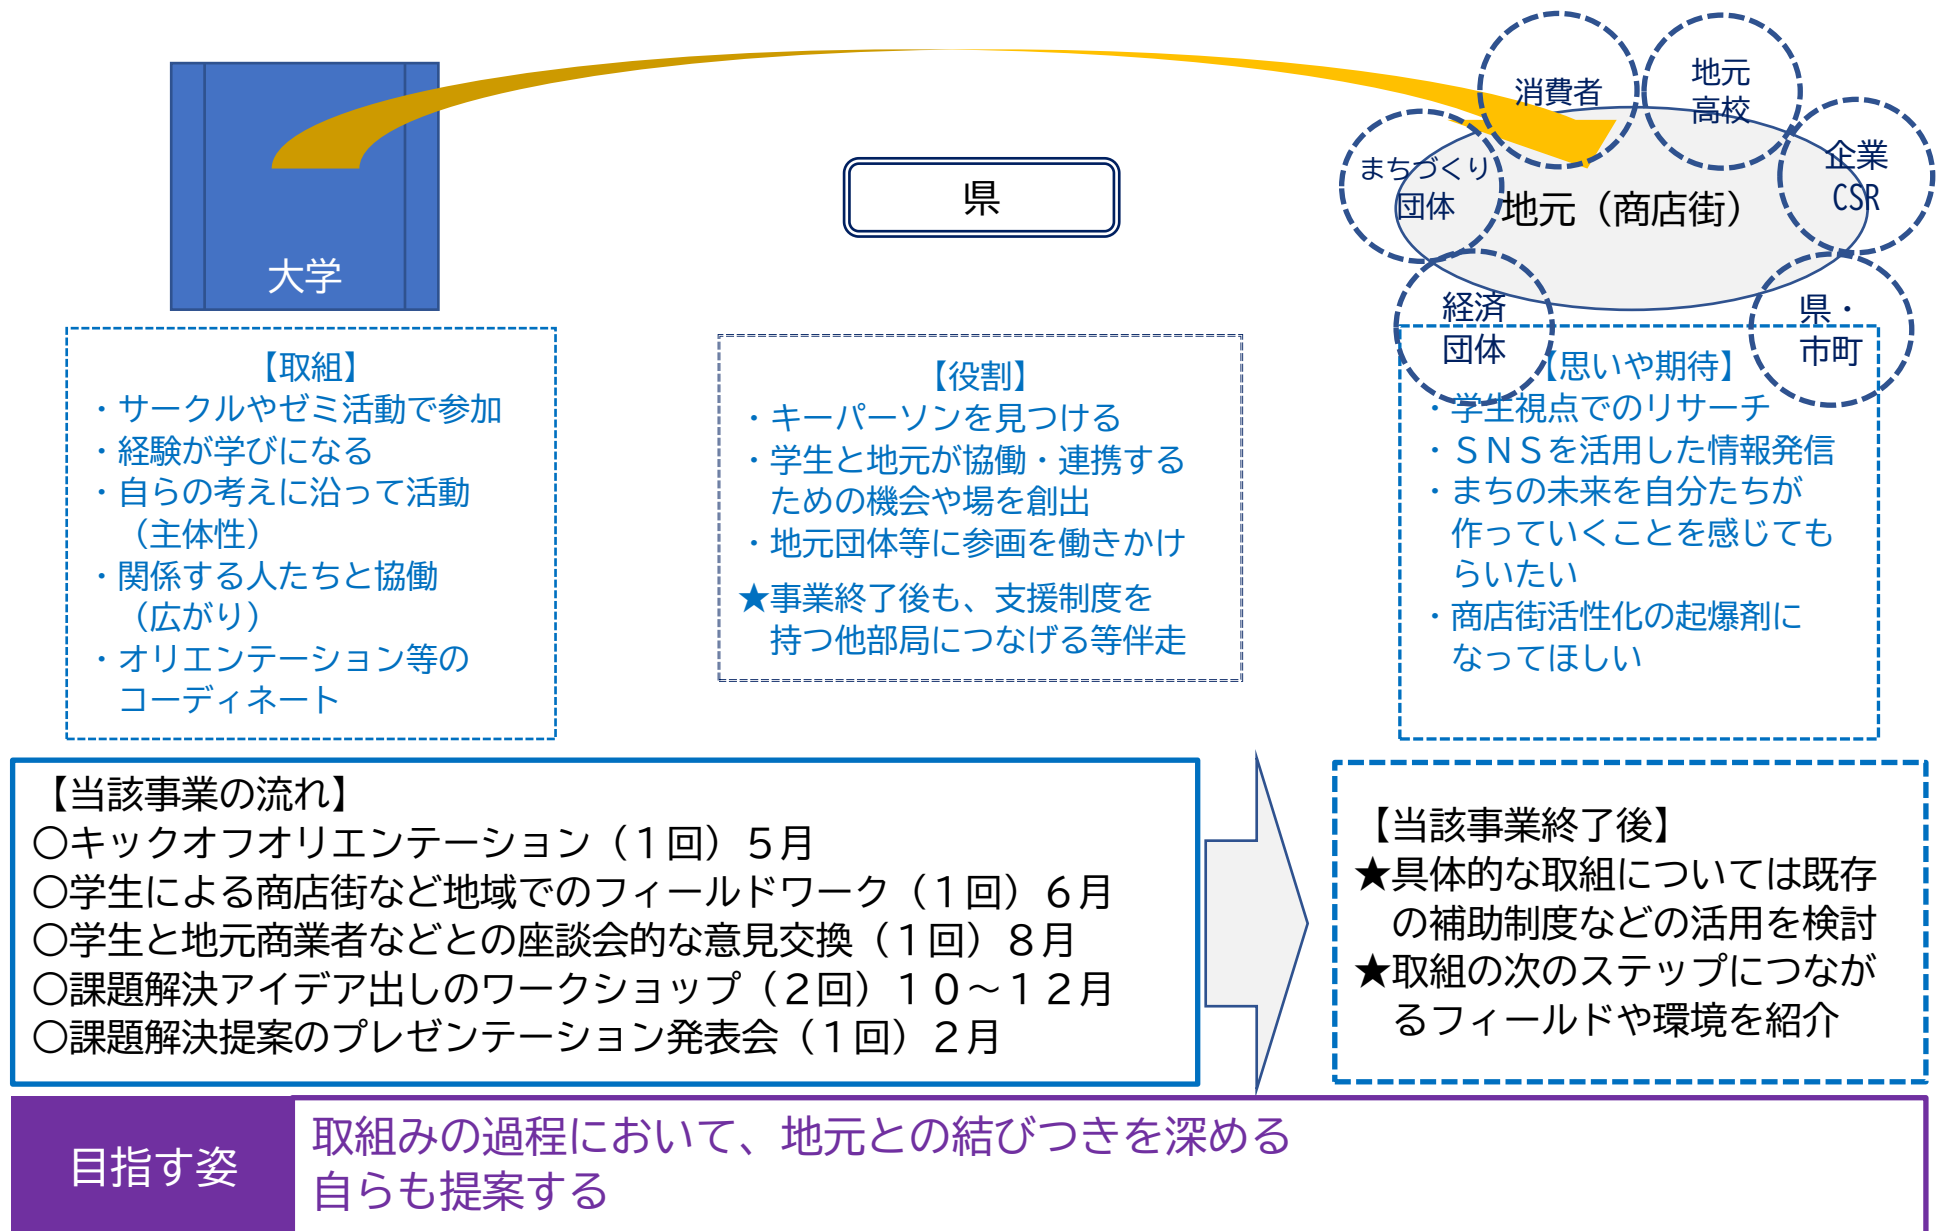 大学
県
消費者
地元
高校
企業
CSR
まちづくり
団体
地元（商店街）
経済
団体
県・
市町
【取組】
・サークルやゼミ活動で参加
・経験が学びになる
・自らの考えに沿って活動
（主体性）
・関係する人たちと協働
（広がり）
・オリエンテーション等の
コーディネート
【役割】
・キーパーソンを見つける
・学生と地元が協働・連携する
ための機会や場を創出
・地元団体等に参画を働きかけ
★事業終了後も、支援制度を
持つ他部局につなげる等伴走
【思いや期待】
・学生視点でのリサーチ
・ＳＮＳを活用した情報発信
・まちの未来を自分たちが
作っていくことを感じても
らいたい
・商店街活性化の起爆剤に
なってほしい
【当該事業の流れ】
○キックオフオリエンテーション（１回）５月
○学生による商店街など地域でのフィールドワーク（１回）６月
○学生と地元商業者などとの座談会的な意見交換（１回）８月
○課題解決アイデア出しのワークショップ（２回）１０～１２月
○課題解決提案のプレゼンテーション発表会（１回）２月
【当該事業終了後】
★具体的な取組については既存
の補助制度などの活用を検討
★取組の次のステップにつなが
るフィールドや環境を紹介
目指す姿
取組みの過程において、地元との結びつきを深める
自らも提案する